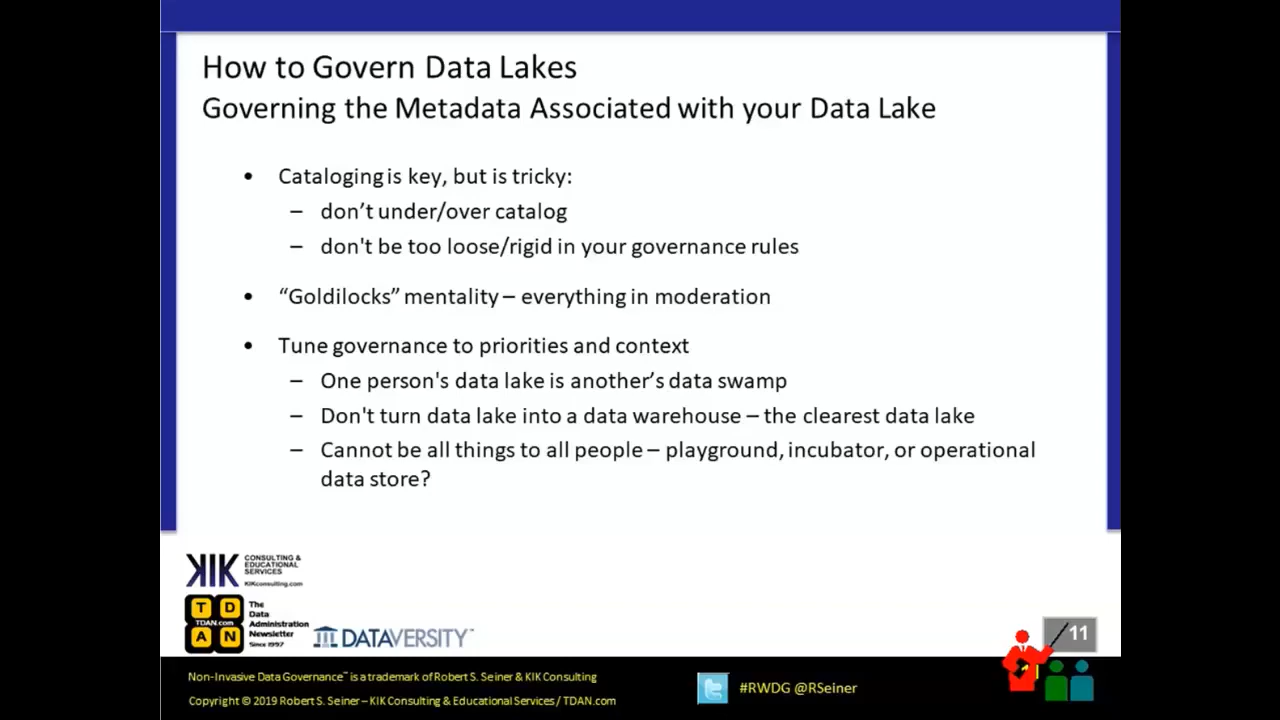 How to Govern Data Lakes
Governing the Metadata Associated with your Data Lake
• Cataloging is key, but is tricky:
– don’t under/over catalog
– don't be too loose/rigid in your governance rules
• “Goldilocks” mentality – everything in moderation
• Tune governance to priorities and context
– One person's data lake is another’s data swamp
– Don't turn data lake into a data warehouse – the clearest data lake
– Cannot be all things to all people – playground, incubator, or operational
data store?
KIK
CONSULTING &
EDUCATIONAL
SERVICES
KIKconsulting.com
T D
TDAN.com
A N
The
Data
Administration
Newsletter
Since 1997
DATAVERSITY™
11
Non-Invasive Data Governance™ is a trademark of Robert S. Seiner & KIK Consulting
Copyright © 2019 Robert S. Seiner – KIK Consulting & Educational Services / TDAN.com
#RWDG @RSeiner